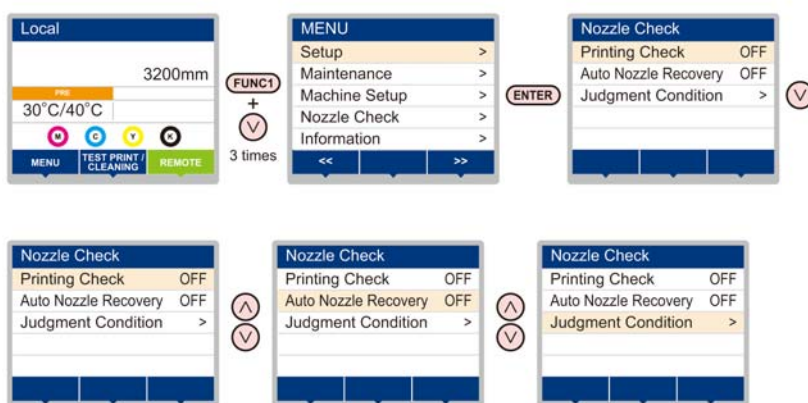 Local
3200mm
PRE
30°C/40°C
M C Y K
MENU TEST PRINT / CLEANING REMOTE
FUNC1
+
3 times
MENU
Setup >
Maintenance >
Machine Setup >
Nozzle Check >
Information >
<< >>
ENTER
Nozzle Check
Printing Check OFF
Auto Nozzle Recovery OFF
Judgment Condition >
Nozzle Check
Printing Check OFF
Auto Nozzle Recovery OFF
Judgment Condition >
Nozzle Check
Printing Check OFF
Auto Nozzle Recovery OFF
Judgment Condition >
Nozzle Check
Printing Check OFF
Auto Nozzle Recovery OFF
Judgment Condition >